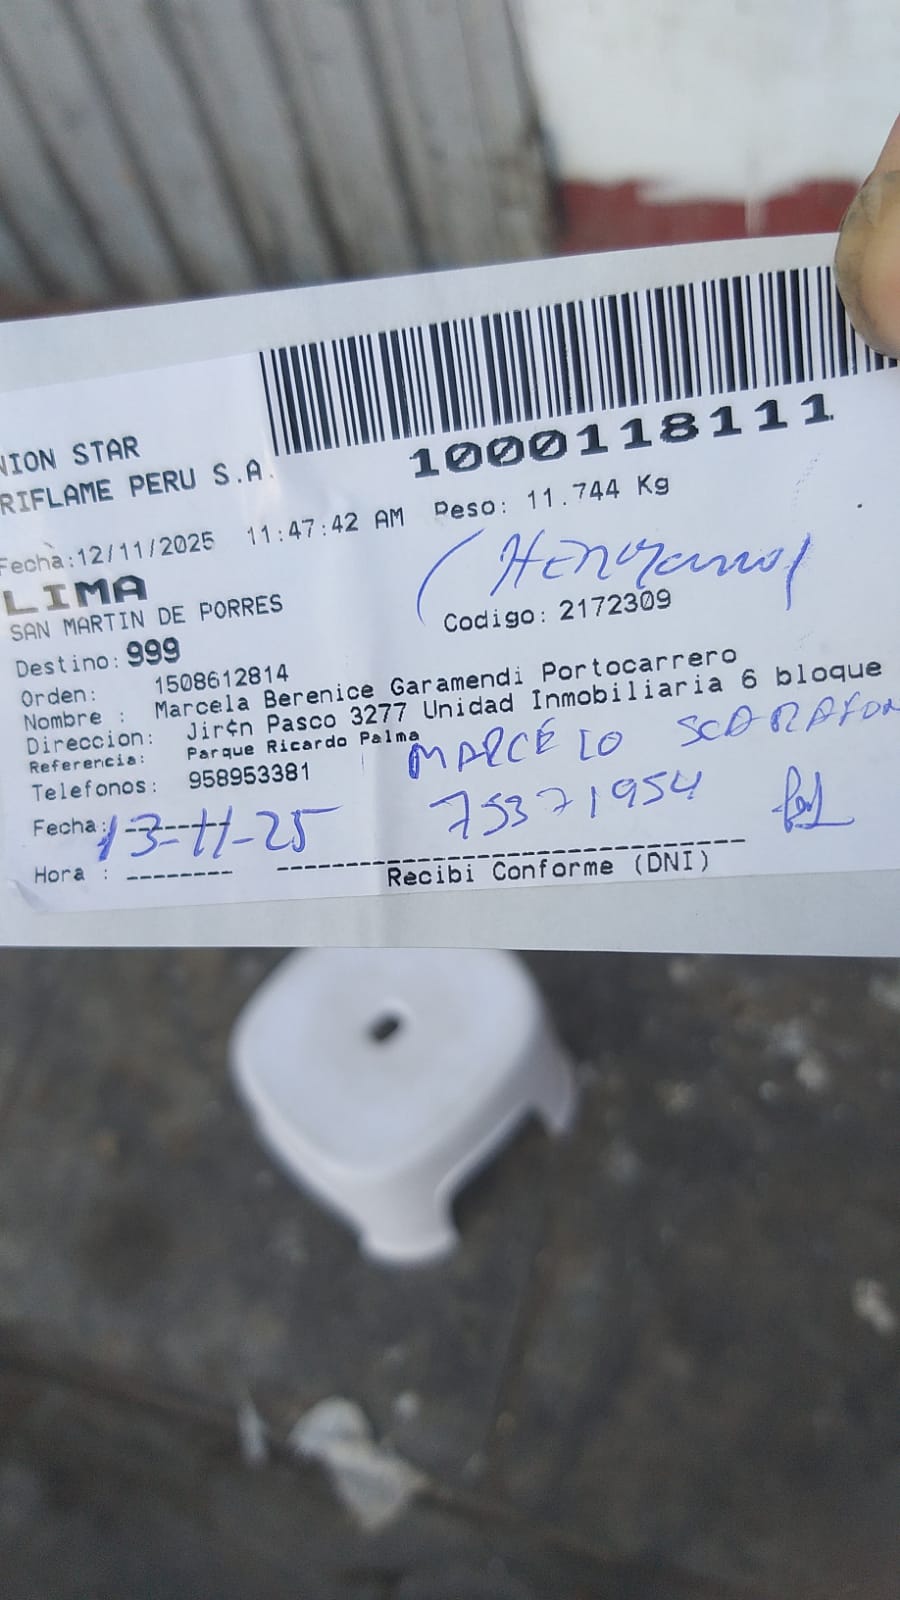 NION STAR
RIFLAME PERU S.A.
1000118111
Fecha:12/11/2025 11:47:42 AM Peso: 11.744 Kg
LIMA
(Hermano)
SAN MARTIN DE PORRES
Codigo: 2172309
Destino: 999
Orden: 1508612814
Nombre : Marcela Berenice Garamendi Portocarrero
Direccion: Jir¢n Pasco 3277 Unidad Inmobiliaria 6 bloque
Referencia: Parque Ricardo Palma
MARCELO
Telefonos: 958953381
75371954
Fecha: 13-11-25
Hora : --------
Recibi Conforme (DNI)